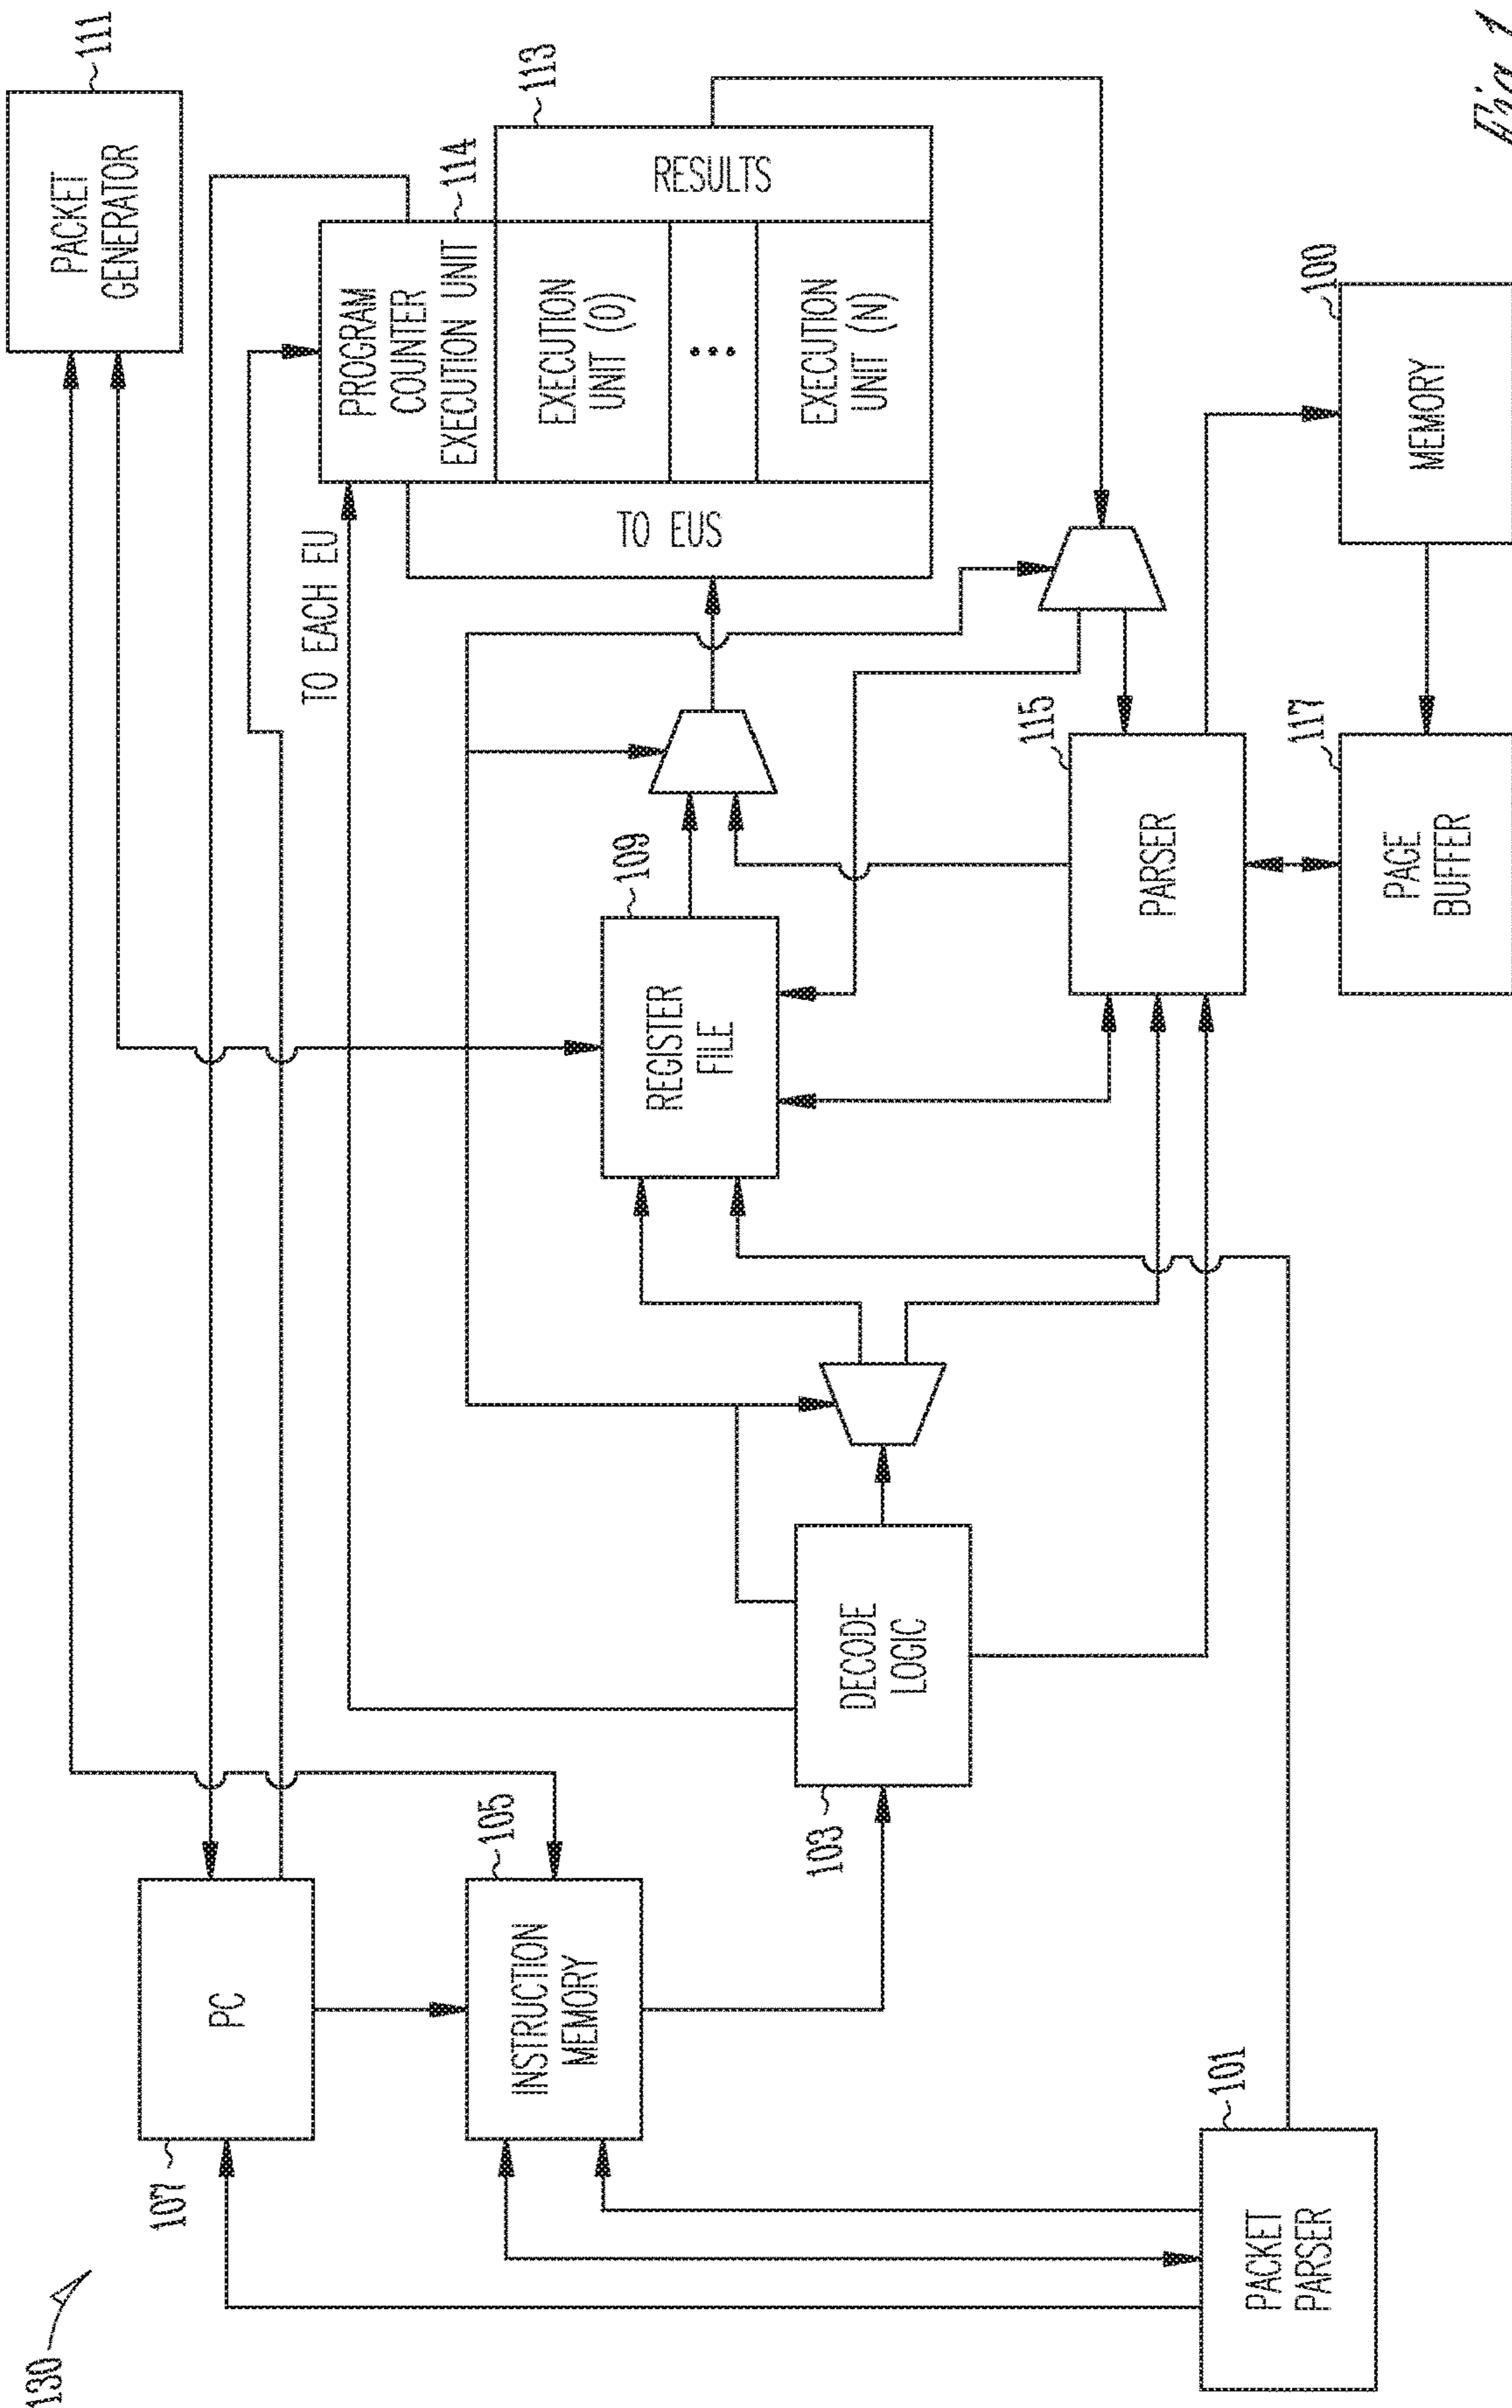 130
PACKET
GENERATOR
111
107
PC
TO EACH EU
PROGRAM
COUNTER
EXECUTION UNIT
114
105
INSTRUCTION
MEMORY
113
EXECUTION
UNIT (0)
RESULTS
TO EUS
• • •
109
REGISTER
FILE
EXECUTION
UNIT (N)
103
DECODE
LOGIC
115
PARSER
101
PACKET
PARSER
117
PAGE
BUFFER
100
MEMORY
Fig. 1